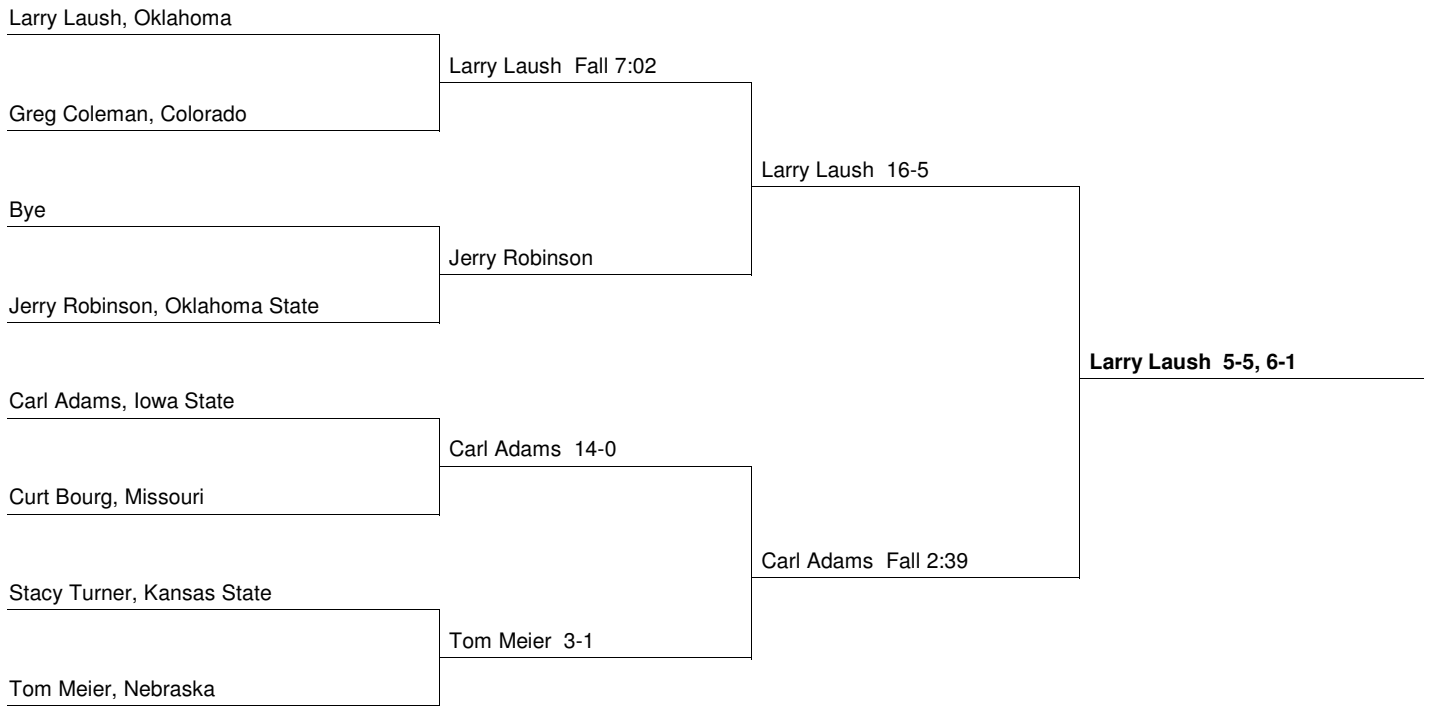 Larry Laush, Oklahoma
Larry Laush  Fall 7:02
Greg Coleman, Colorado
Larry Laush  16-5
Bye
Jerry Robinson
Jerry Robinson, Oklahoma State
Larry Laush  5-5, 6-1
Carl Adams, Iowa State
Carl Adams  14-0
Curt Bourg, Missouri
Carl Adams  Fall 2:39
Stacy Turner, Kansas State
Tom Meier  3-1
Tom Meier, Nebraska